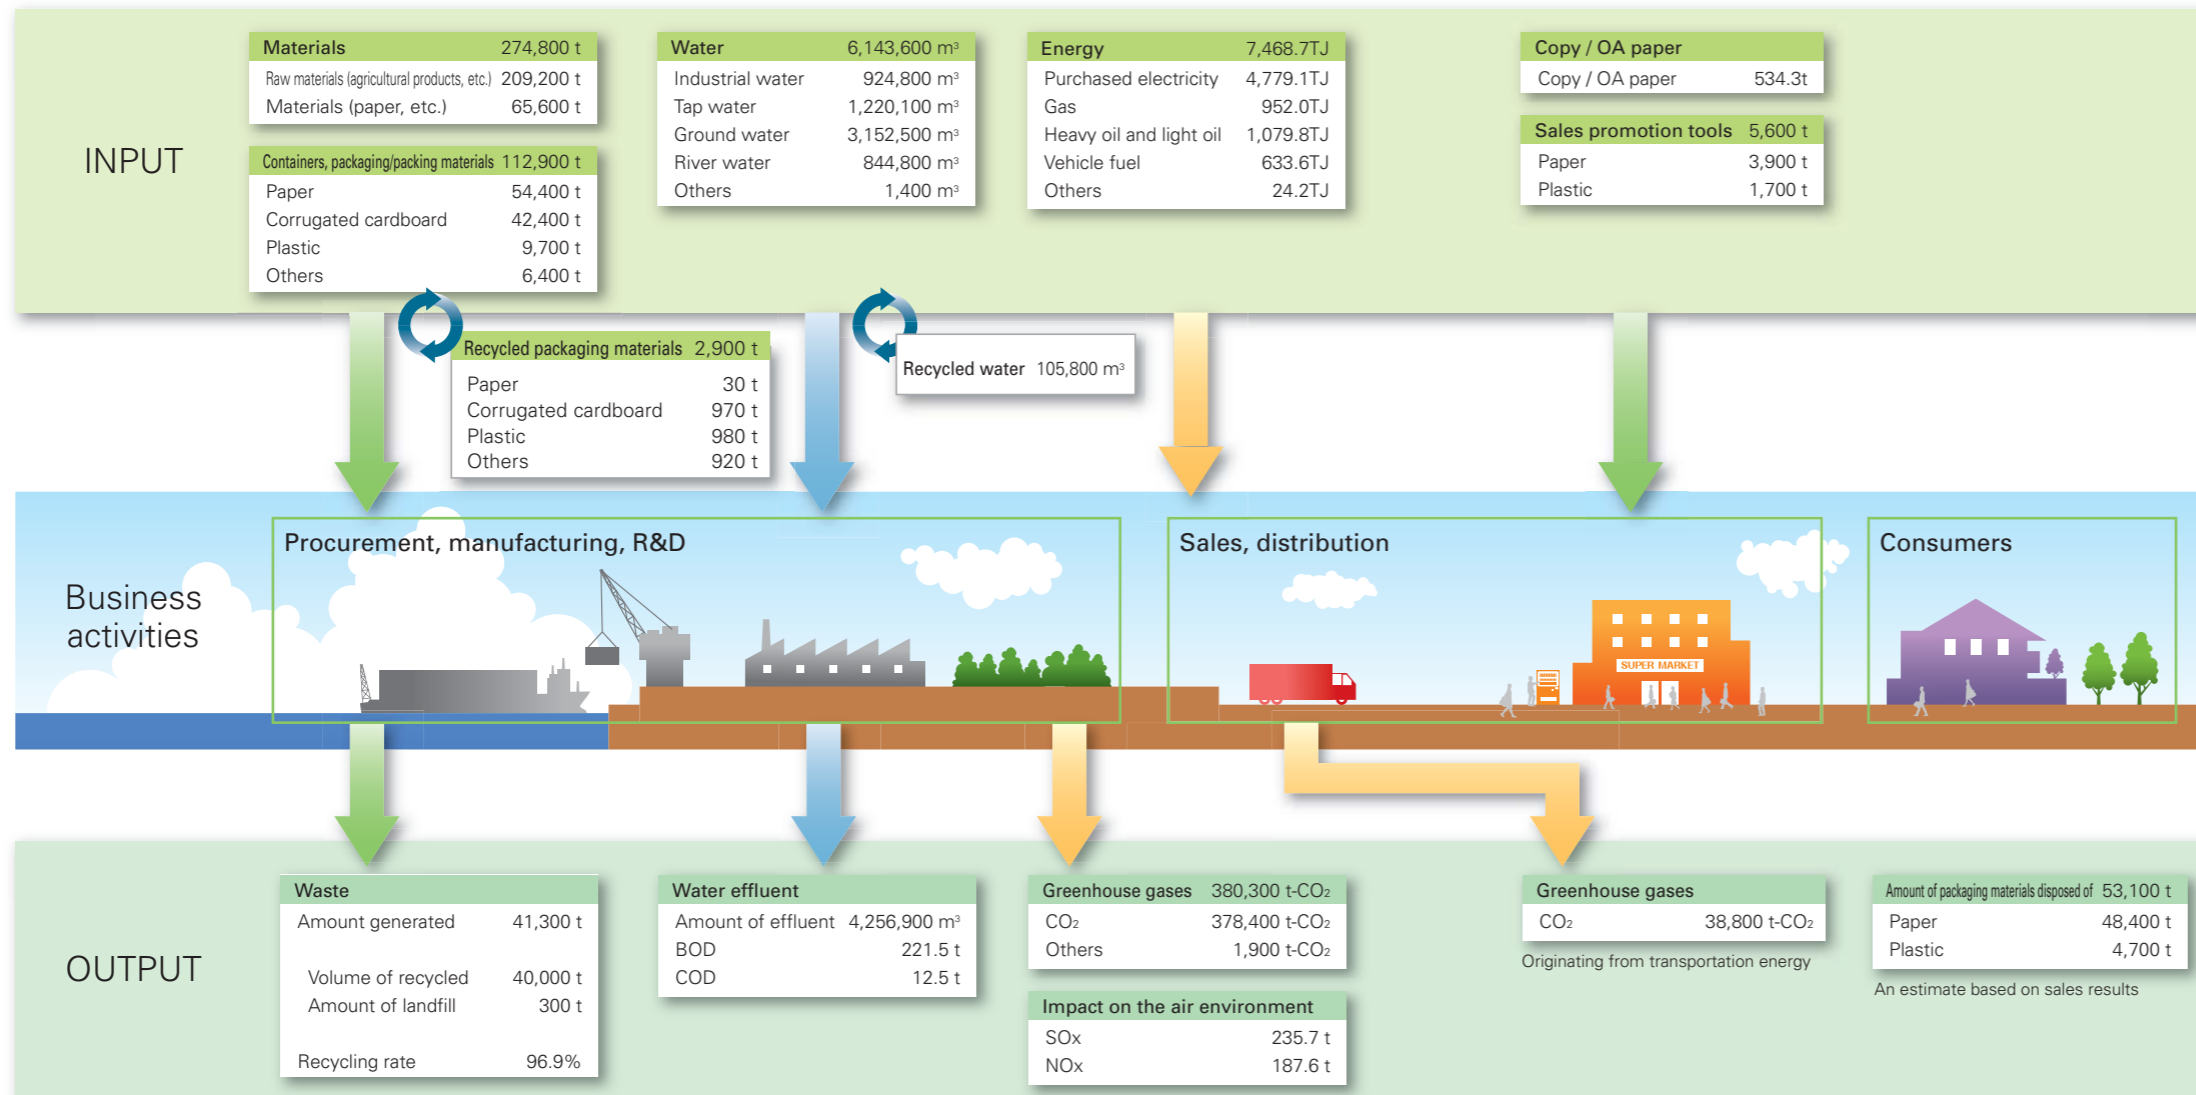 INPUT
Materials 274,800 t
Raw materials (agricultural products, etc.) 209,200 t
Materials (paper, etc.) 65,600 t
Containers, packaging/packing materials 112,900 t
Paper 54,400 t
Corrugated cardboard 42,400 t
Plastic 9,700 t
Others 6,400 t
Water 6,143,600 m³
Industrial water 924,800 m³
Tap water 1,220,100 m³
Ground water 3,152,500 m³
River water 844,800 m³
Others 1,400 m³
Energy 7,468.7TJ
Purchased electricity 4,779.1TJ
Gas 952.0TJ
Heavy oil and light oil 1,079.8TJ
Vehicle fuel 633.6TJ
Others 24.2TJ
Copy / OA paper
Copy / OA paper 534.3t
Sales promotion tools 5,600 t
Paper 3,900 t
Plastic 1,700 t
Recycled packaging materials 2,900 t
Paper 30 t
Corrugated cardboard 970 t
Plastic 980 t
Others 920 t
Recycled water 105,800 m³
Business
activities
Procurement, manufacturing, R&D
Sales, distribution
SUPER MARKET
Consumers
OUTPUT
Waste
Amount generated 41,300 t
Volume of recycled 40,000 t
Amount of landfill 300 t
Recycling rate 96.9%
Water effluent
Amount of effluent 4,256,900 m³
BOD 221.5 t
COD 12.5 t
Greenhouse gases 380,300 t-CO₂
CO₂ 378,400 t-CO₂
Others 1,900 t-CO₂
Impact on the air environment
SOx 235.7 t
NOx 187.6 t
Greenhouse gases
CO₂ 38,800 t-CO₂
Originating from transportation energy
Amount of packaging materials disposed of 53,100 t
Paper 48,400 t
Plastic 4,700 t
An estimate based on sales results